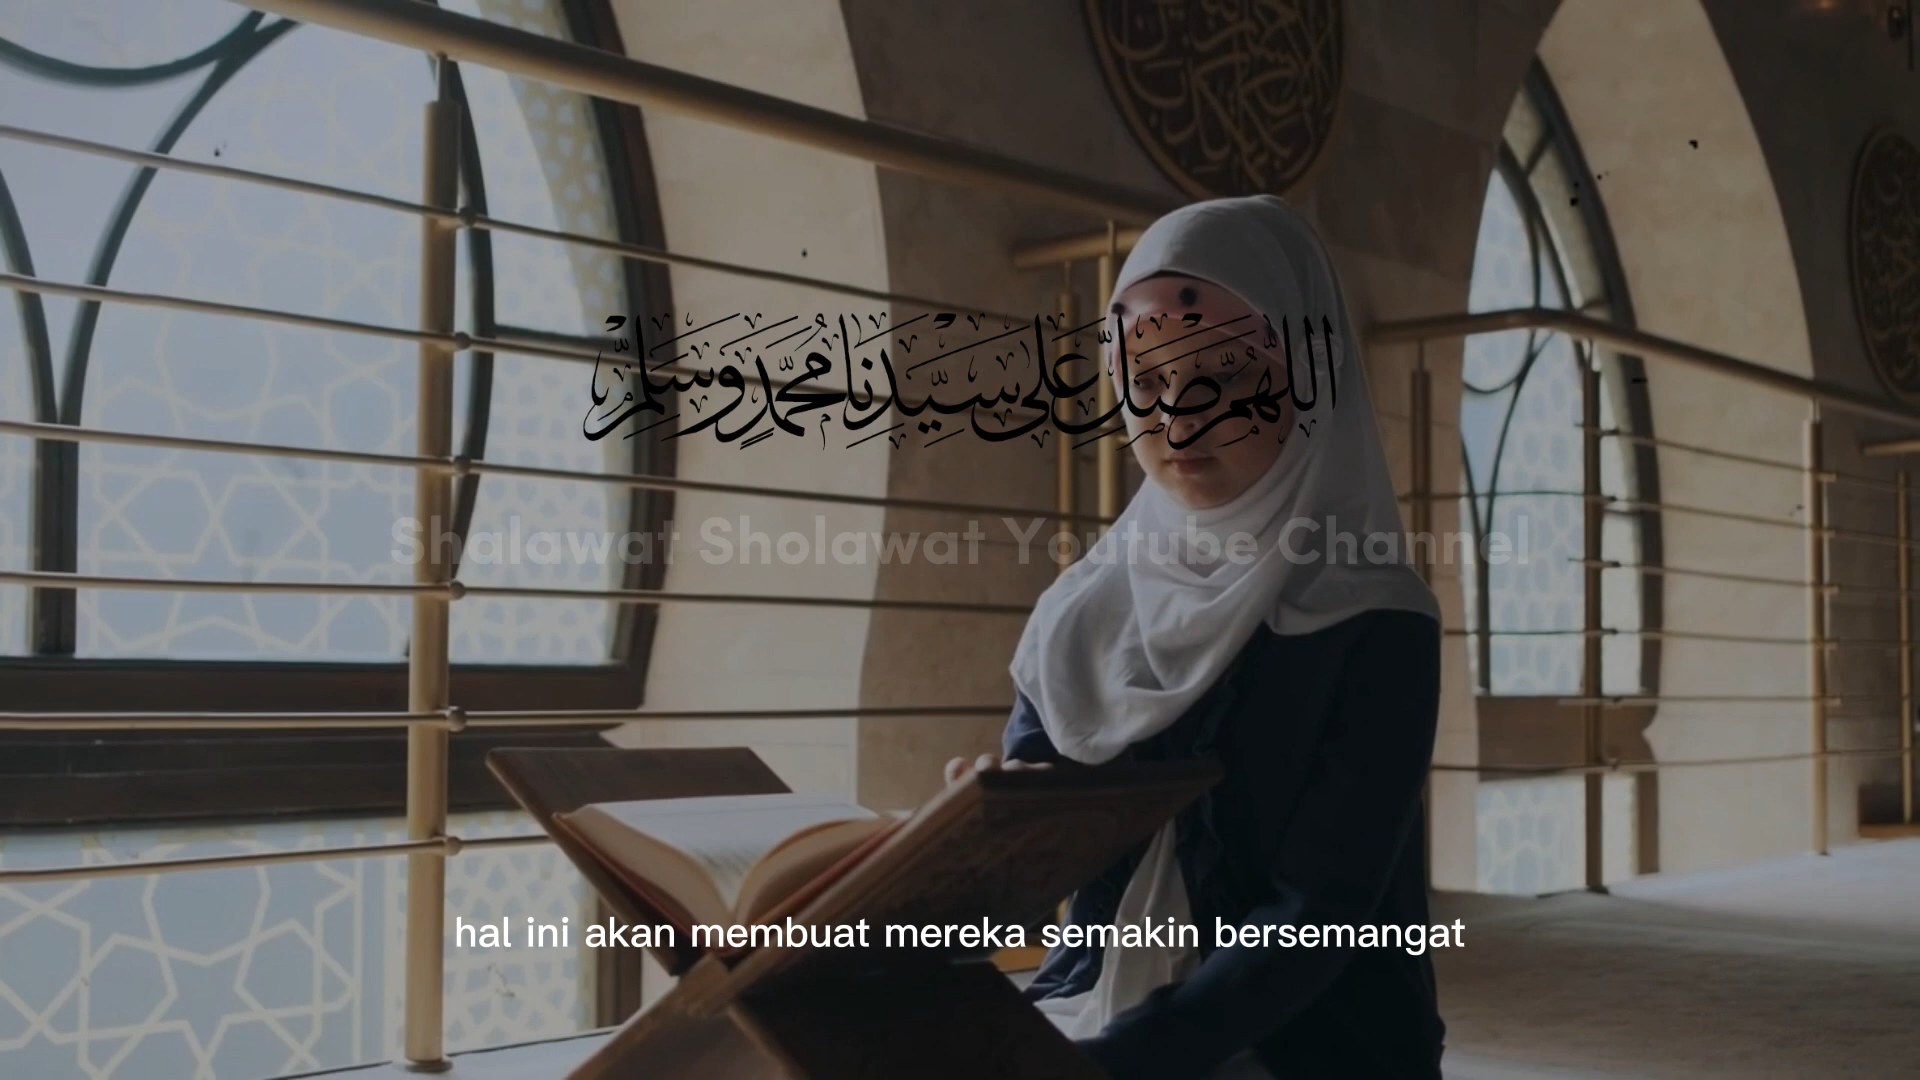 اللهم صل على سيدنا محمد وسلم
Shalawat Sholawat Youtube Channel
hal ini akan membuat mereka semakin bersemangat